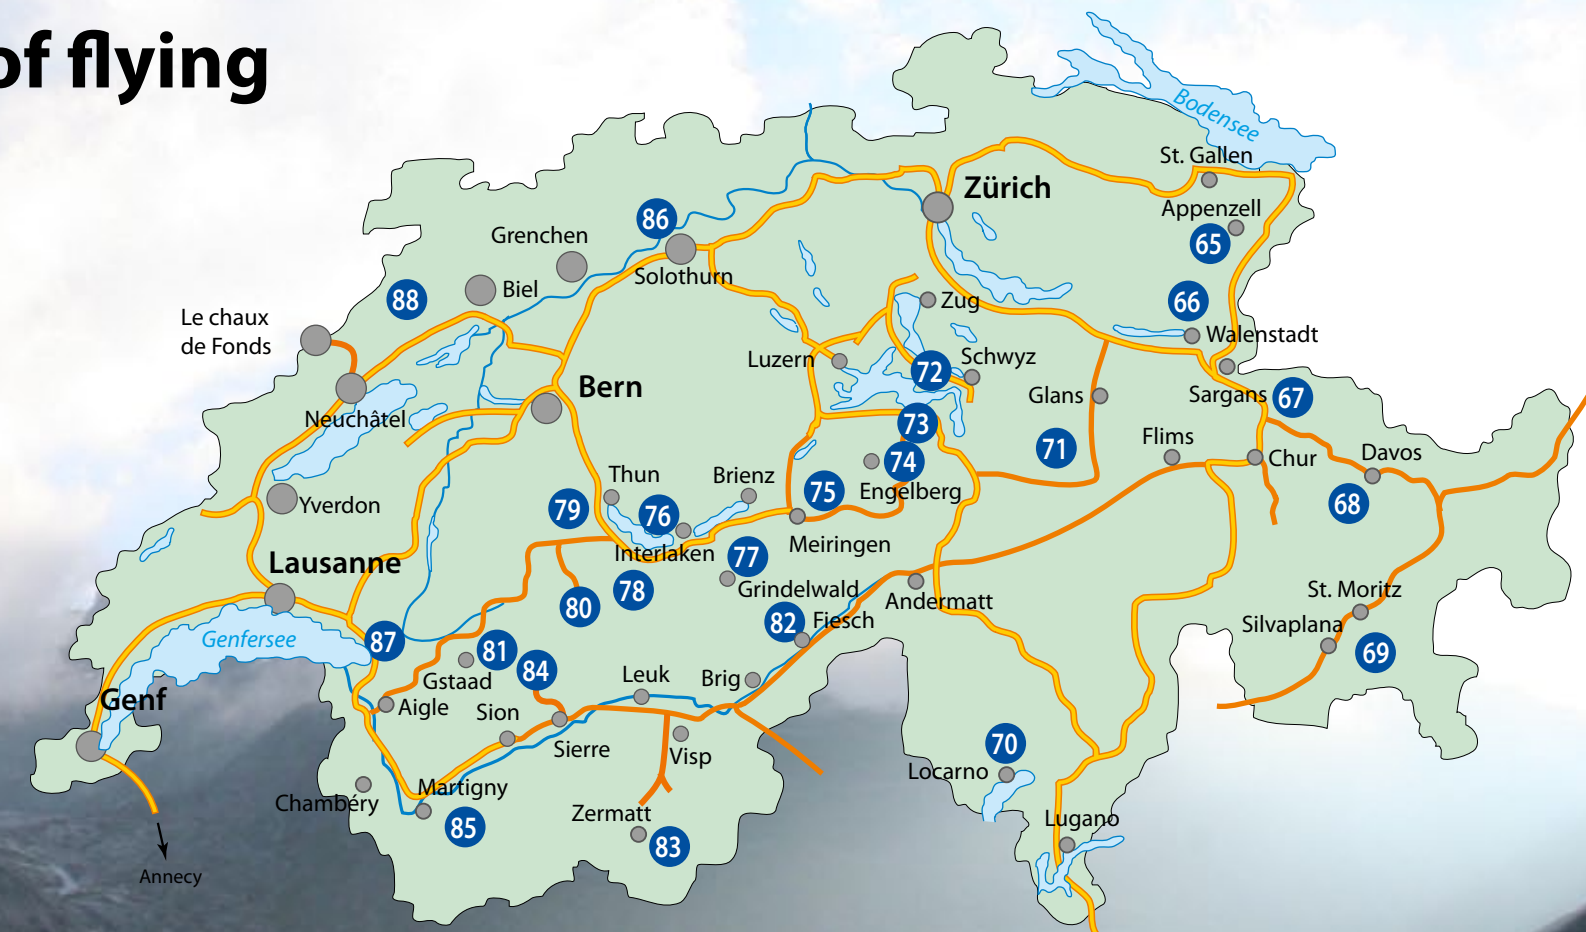 of flying
Bodensee
St. Gallen
Zürich
Appenzell
86
65
Grenchen
Solothurn
88
Biel
66
Zug
Le chaux
de Fonds
Walenstadt
Luzern
72
Schwyz
Bern
Glans
Sargans
67
Neuchâtel
73
Flims
71
74
Chur
Davos
Thun
Brienz
75
Engelberg
Yverdon
79
76
68
Interlaken
77
Meiringen
Lausanne
Grindelwald
78
80
Andermatt
St. Moritz
82
Fiesch
Silvaplana
Genfersee
87
81
69
84
Gstaad
Leuk
Brig
Genf
Aigle
Sion
Sierre
Visp
70
Locarno
Martigny
Chambéry
Zermatt
85
83
Lugano
Annecy